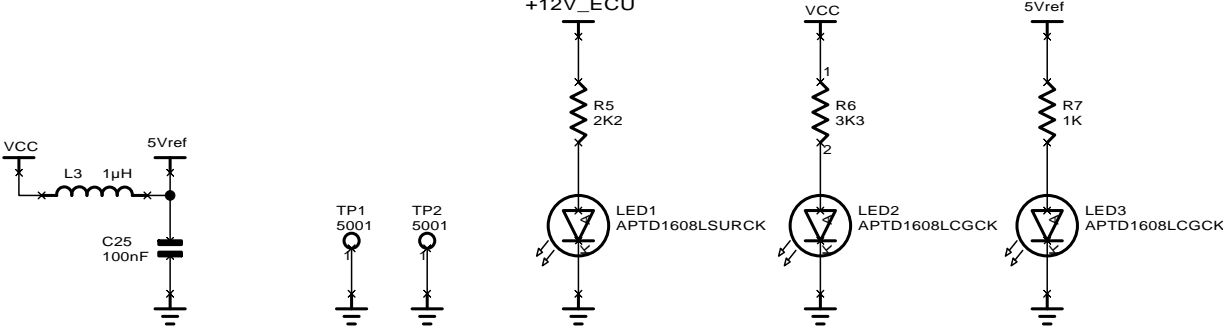 +12V_ECU
VCC
5Vref
1
R5
2K2
R6
3K3
R7
1K
2
VCC
5Vref
L3 1µH
TP1
5001
1
TP2
5001
1
LED1
APTD1608LSURCK
A
K
LED2
APTD1608LCGCK
A
K
LED3
APTD1608LCGCK
A
K
C25
100nF